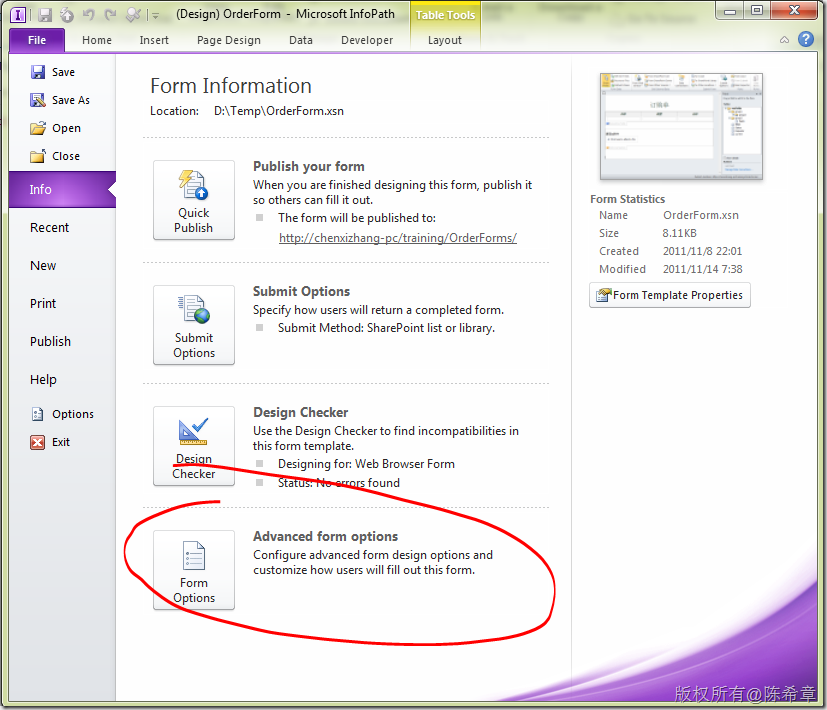 (Design) OrderForm - Microsoft InfoPath
Table Tools
File
Home
Insert
Page Design
Data
Developer
Layout
Save
Save As
Open
Close
Info
Recent
New
Print
Publish
Help
Options
Exit
Form Information
Location: D:\Temp\OrderForm.xsn
Quick
Publish
Publish your form
When you are finished designing this form, publish it
so others can fill it out.
The form will be published to:
http://chenxizhang-pc/training/OrderForms/
Submit
Options
Submit Options
Specify how users will return a completed form.
Submit Method: SharePoint list or library.
Design
Checker
Design Checker
Use the Design Checker to find incompatibilities in
this form template.
Designing for: Web Browser Form
Status: No errors found
Form
Options
Advanced form options
Configure advanced form design options and
customize how users will fill out this form.
订购单
Form Statistics
Name OrderForm.xsn
Size 8.11KB
Created 2011/11/8 22:01
Modified 2011/11/14 7:38
Form Template Properties
版权所有@陈希章